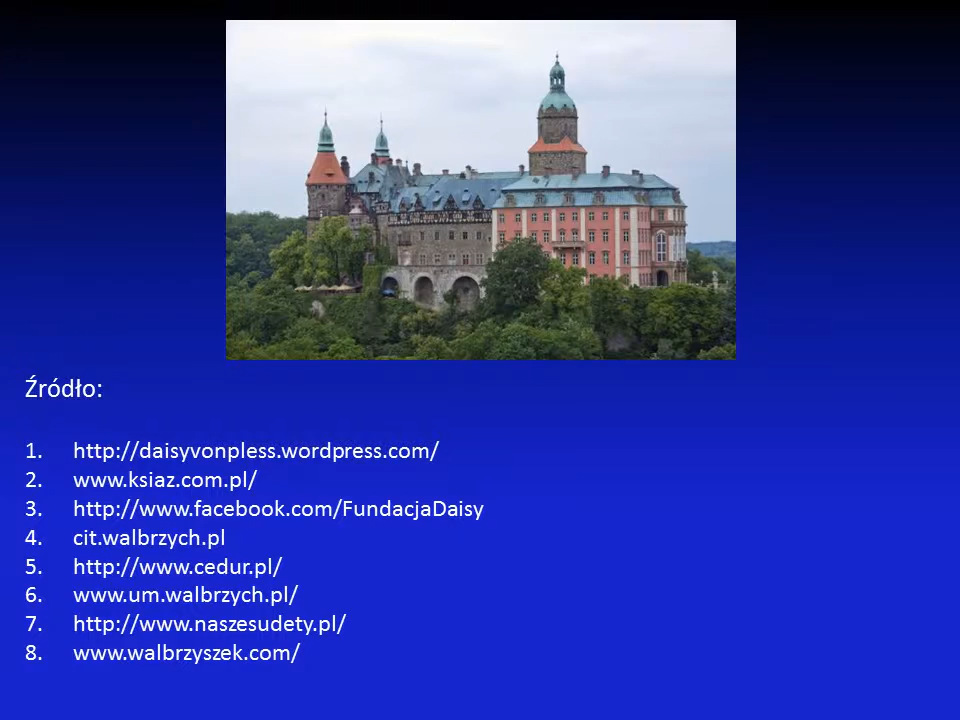 Źródło:
1. http://daisyvonpless.wordpress.com/
2. www.ksiaz.com.pl/
3. http://www.facebook.com/FundacjaDaisy
4. cit.walbrzych.pl
5. http://www.cedur.pl/
6. www.um.walbrzych.pl/
7. http://www.naszesudety.pl/
8. www.walbrzyszek.com/